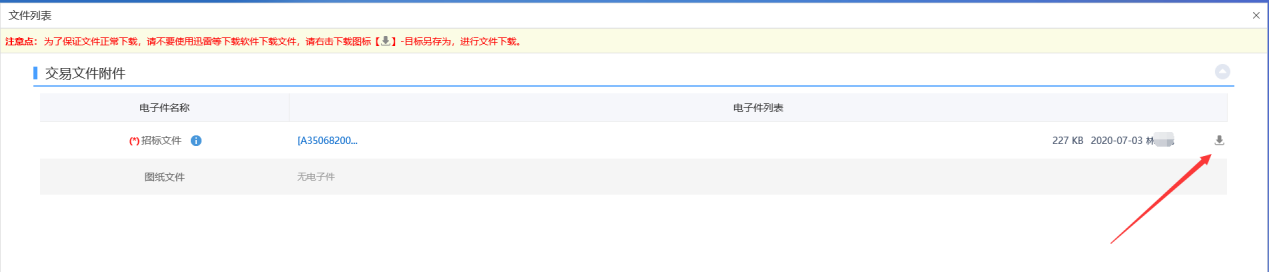 文件列表
注意点：为了保证文件正常下载，请不要使用迅雷等下载软件下载文件，请右击下载图标【】-目标另存为，进行文件下载。
交易文件附件
电子件名称 电子件列表
(*)招标文件 [A35068200... 227 KB 2020-07-03 林
图纸文件 无电子件